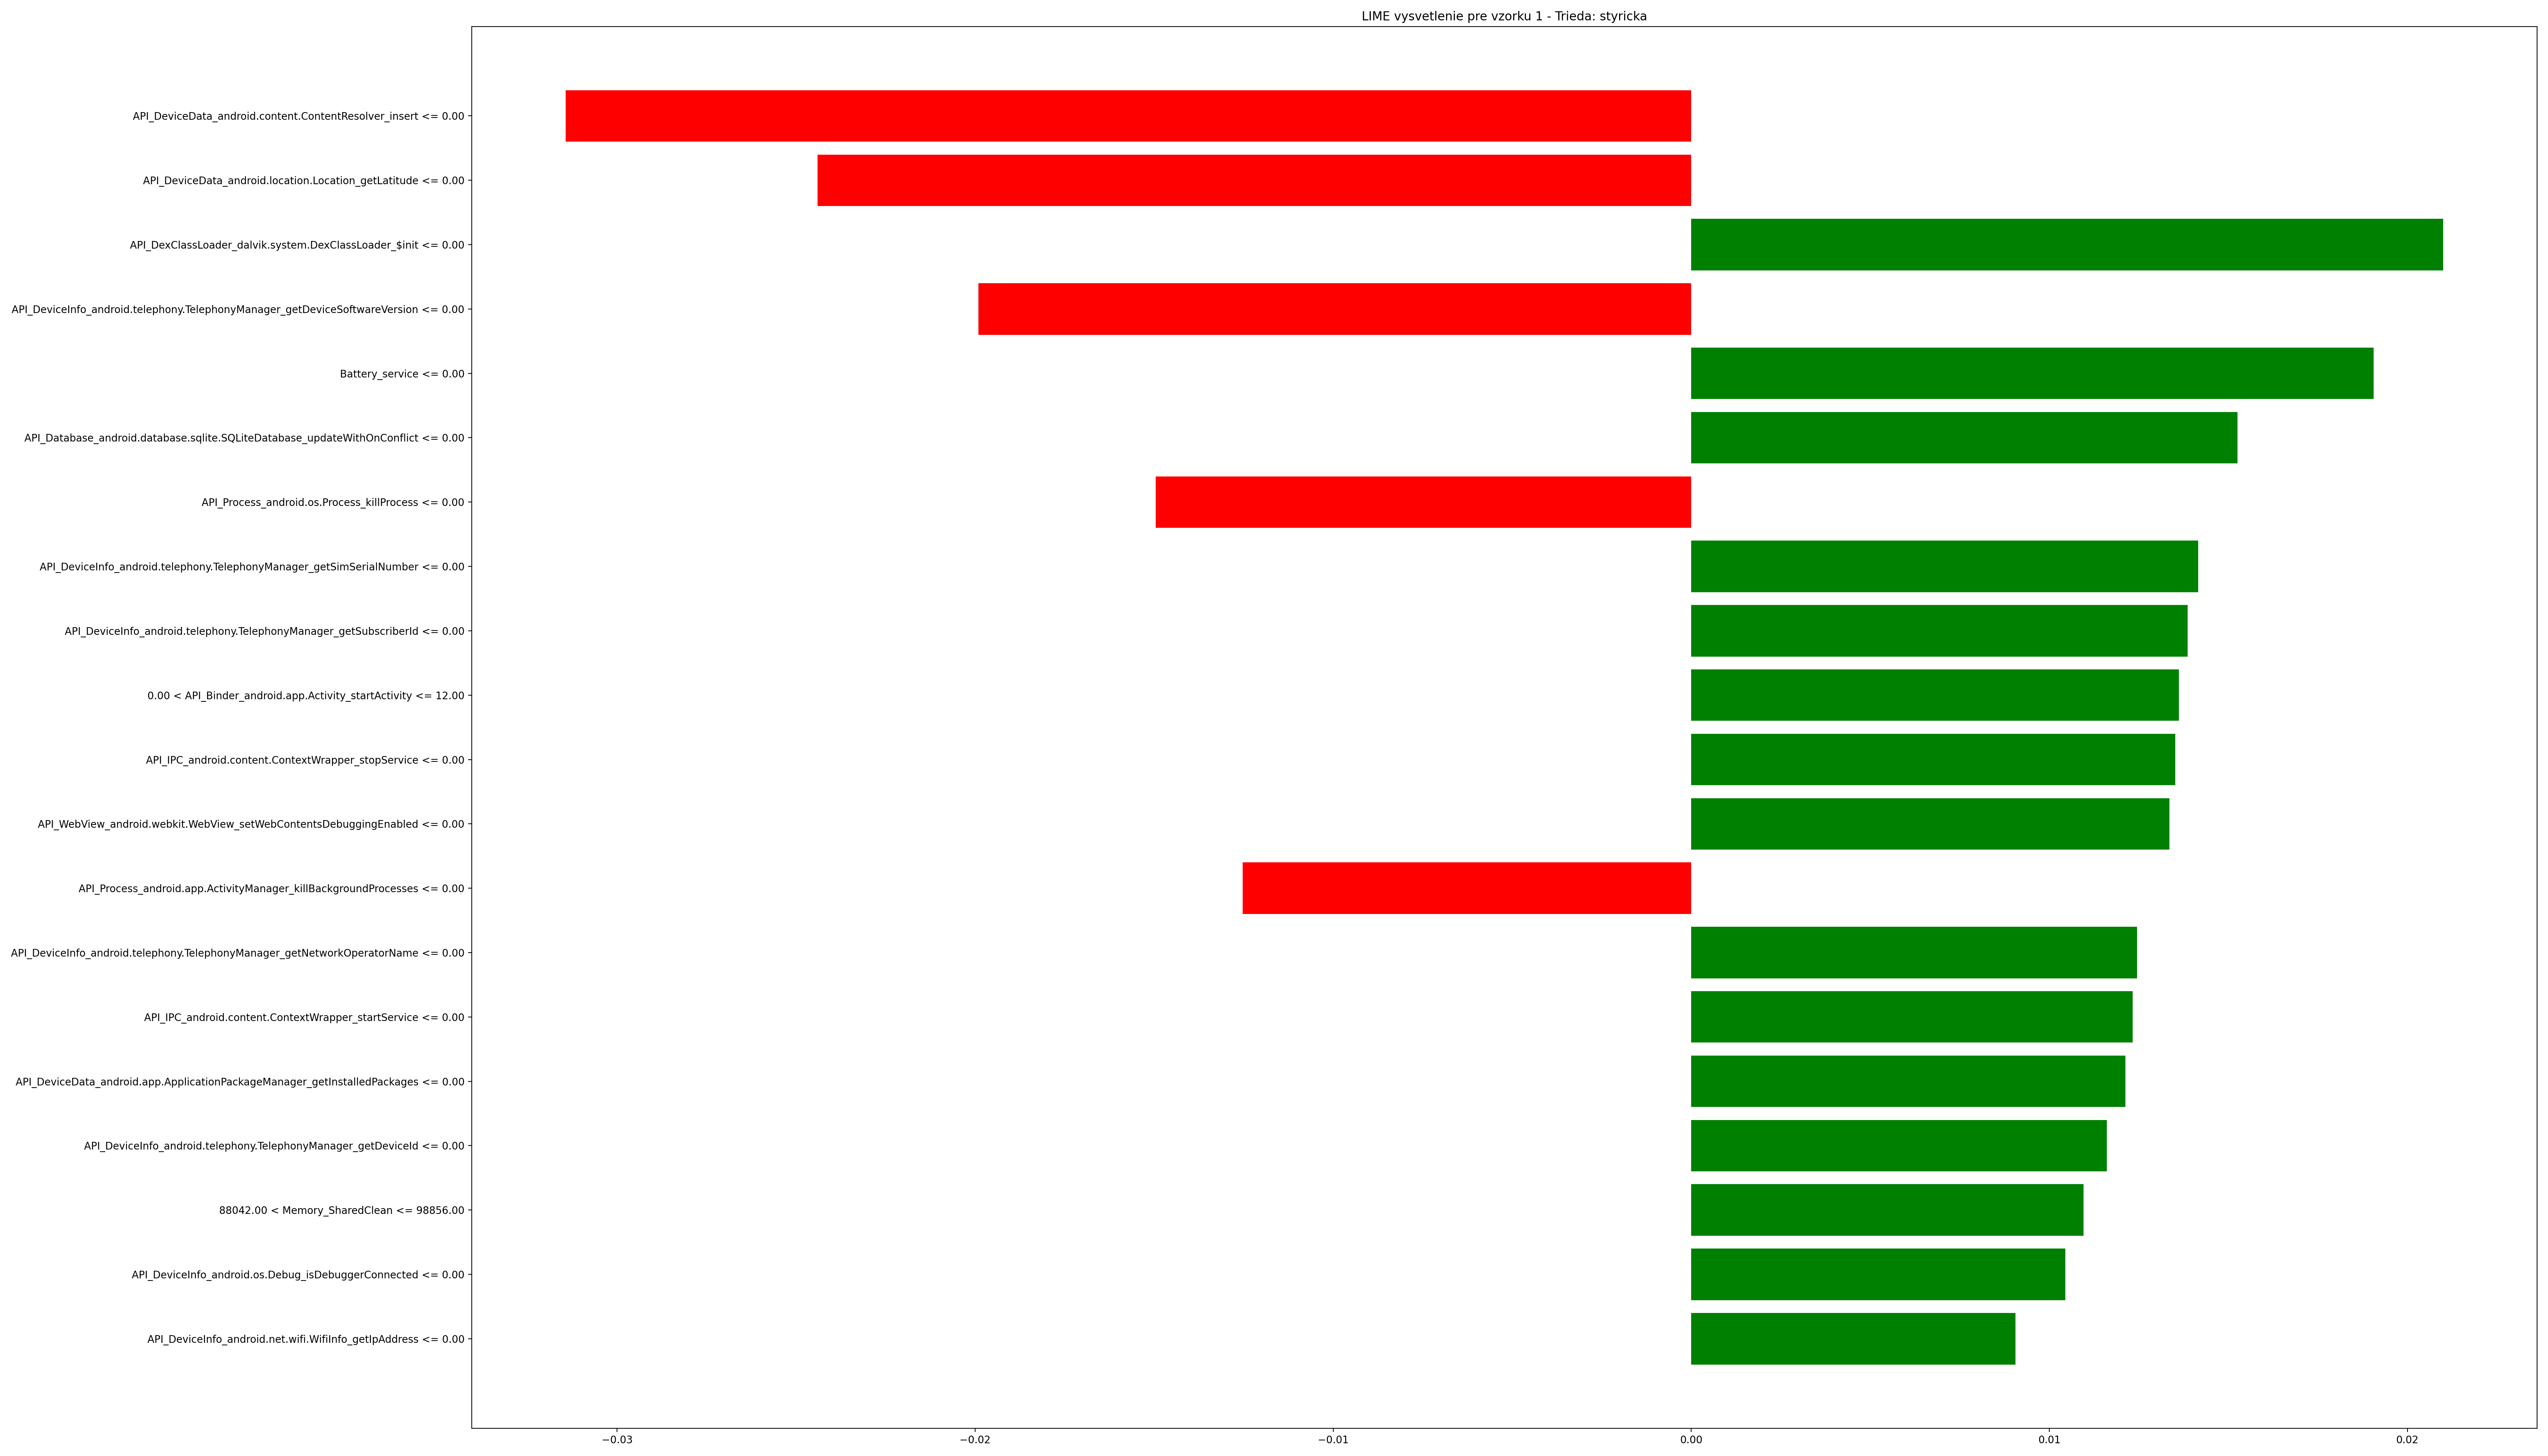 LIME vysvetlenie pre vzorku 1 - Trieda: styricka
API_DeviceData_android.content.ContentResolver_insert <= 0.00
API_DeviceData_android.location.Location_getLatitude <= 0.00
API_DexClassLoader_dalvik.system.DexClassLoader_$init <= 0.00
API_DeviceInfo_android.telephony.TelephonyManager_getDeviceSoftwareVersion <= 0.00
Battery_service <= 0.00
API_Database_android.database.sqlite.SQLiteDatabase_updateWithOnConflict <= 0.00
API_Process_android.os.Process_killProcess <= 0.00
API_DeviceInfo_android.telephony.TelephonyManager_getSimSerialNumber <= 0.00
API_DeviceInfo_android.telephony.TelephonyManager_getSubscriberId <= 0.00
0.00 < API_Binder_android.app.Activity_startActivity <= 12.00
API_IPC_android.content.ContextWrapper_stopService <= 0.00
API_WebView_android.webkit.WebView_setWebContentsDebuggingEnabled <= 0.00
API_Process_android.app.ActivityManager_killBackgroundProcesses <= 0.00
API_DeviceInfo_android.telephony.TelephonyManager_getNetworkOperatorName <= 0.00
API_IPC_android.content.ContextWrapper_startService <= 0.00
API_DeviceData_android.app.ApplicationPackageManager_getInstalledPackages <= 0.00
API_DeviceInfo_android.telephony.TelephonyManager_getDeviceId <= 0.00
88042.00 < Memory_SharedClean <= 98856.00
API_DeviceInfo_android.os.Debug_isDebuggerConnected <= 0.00
API_DeviceInfo_android.net.wifi.WifiInfo_getIpAddress <= 0.00
−0.03 −0.02 −0.01 0.00 0.01 0.02